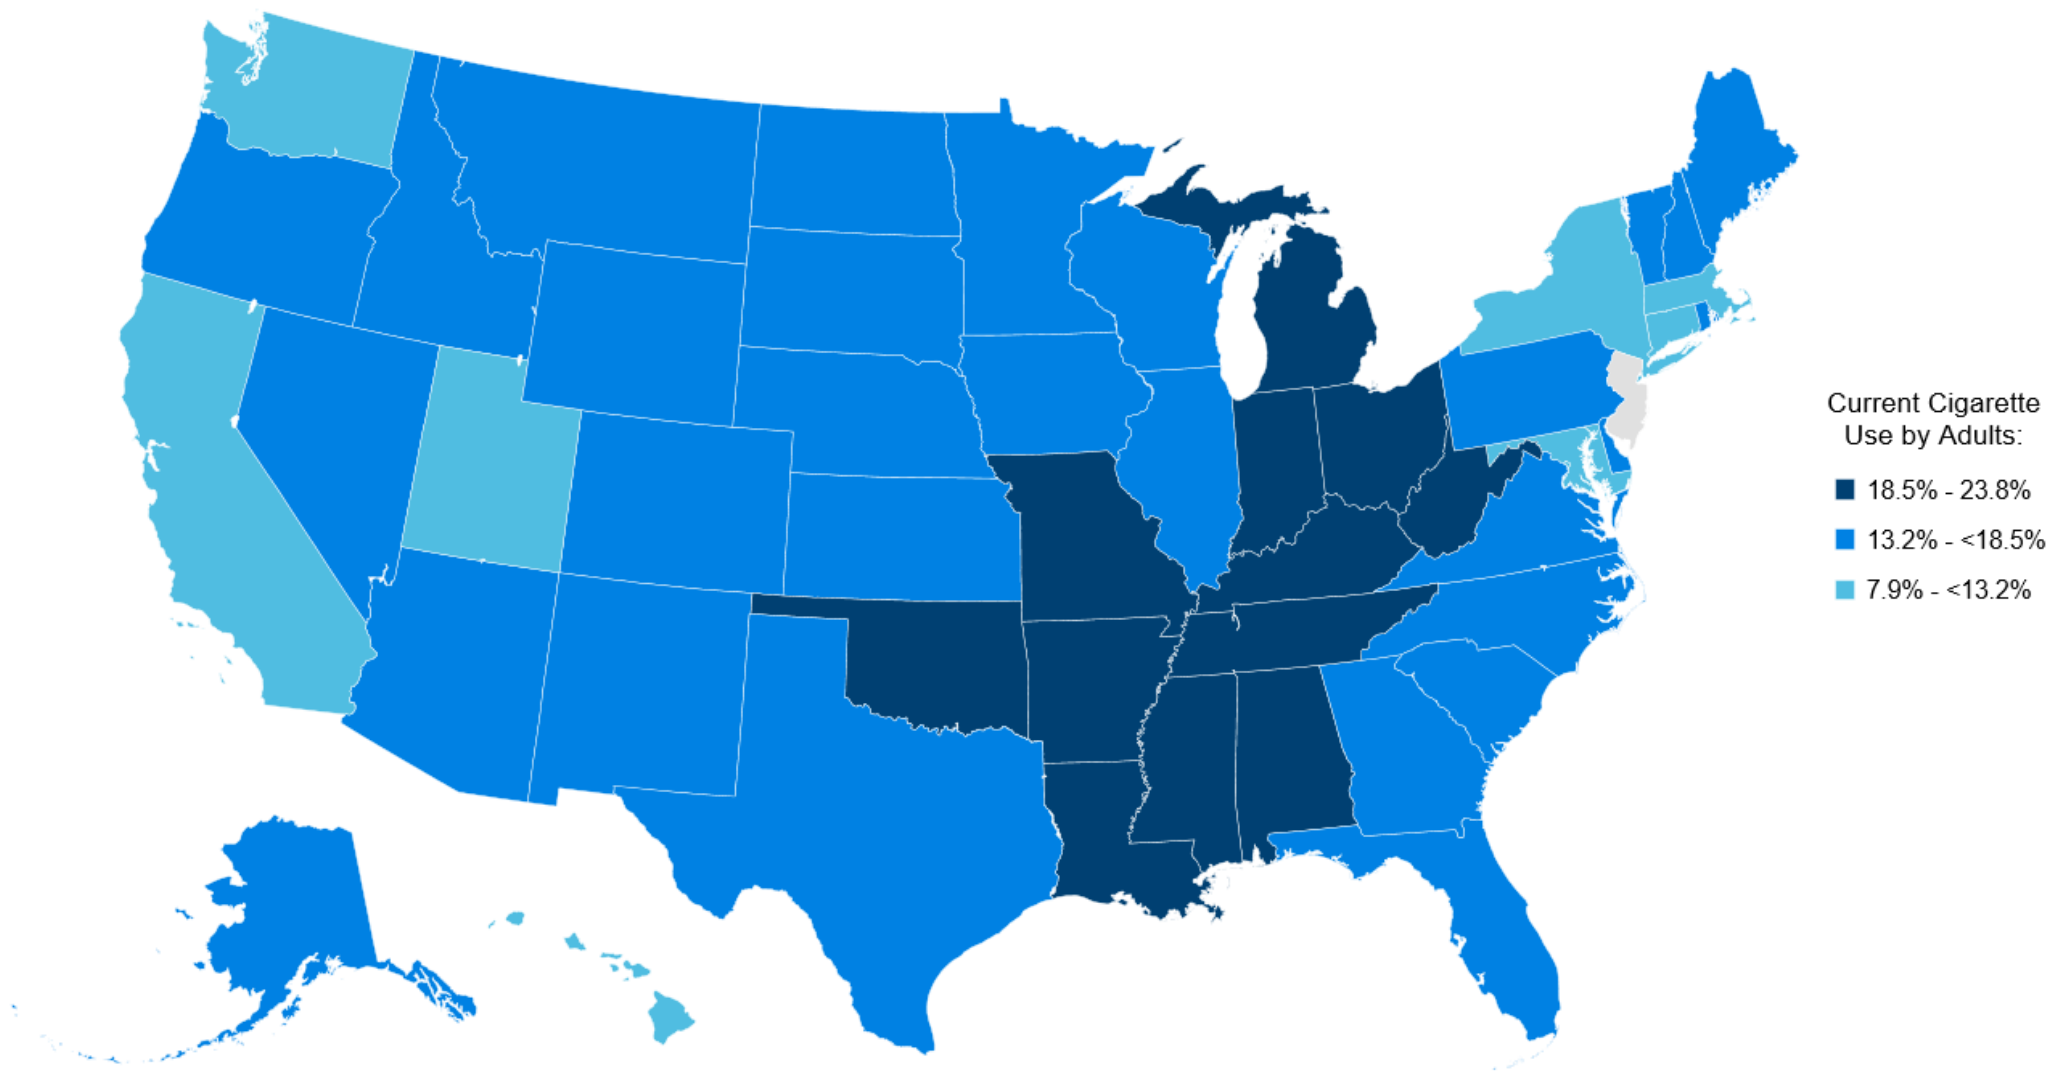 Current Cigarette
Use by Adults:
18.5% - 23.8%
13.2% - <18.5%
7.9% - <13.2%